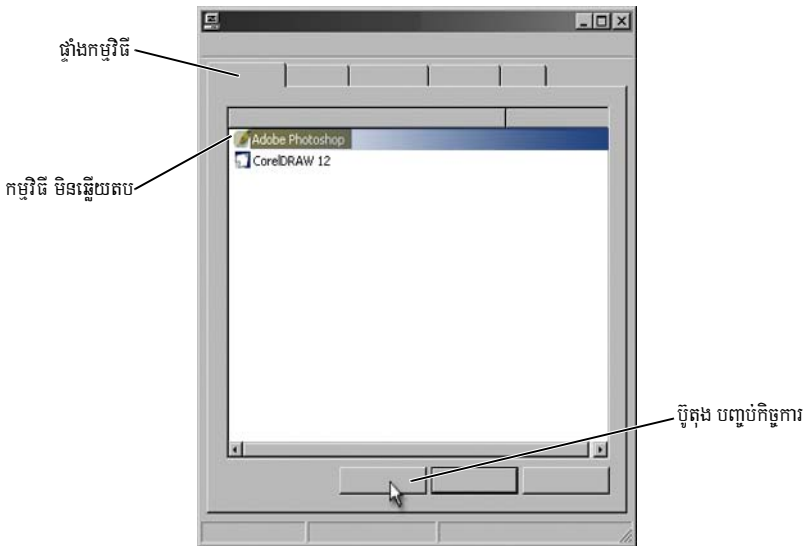 ផ្ទាំងកម្មវិធី
Adobe Photoshop
CorelDRAW 12
កម្មវិធី មិនឆ្លើយតប
ប៊ូតុង បញ្ចប់កិច្ចការ